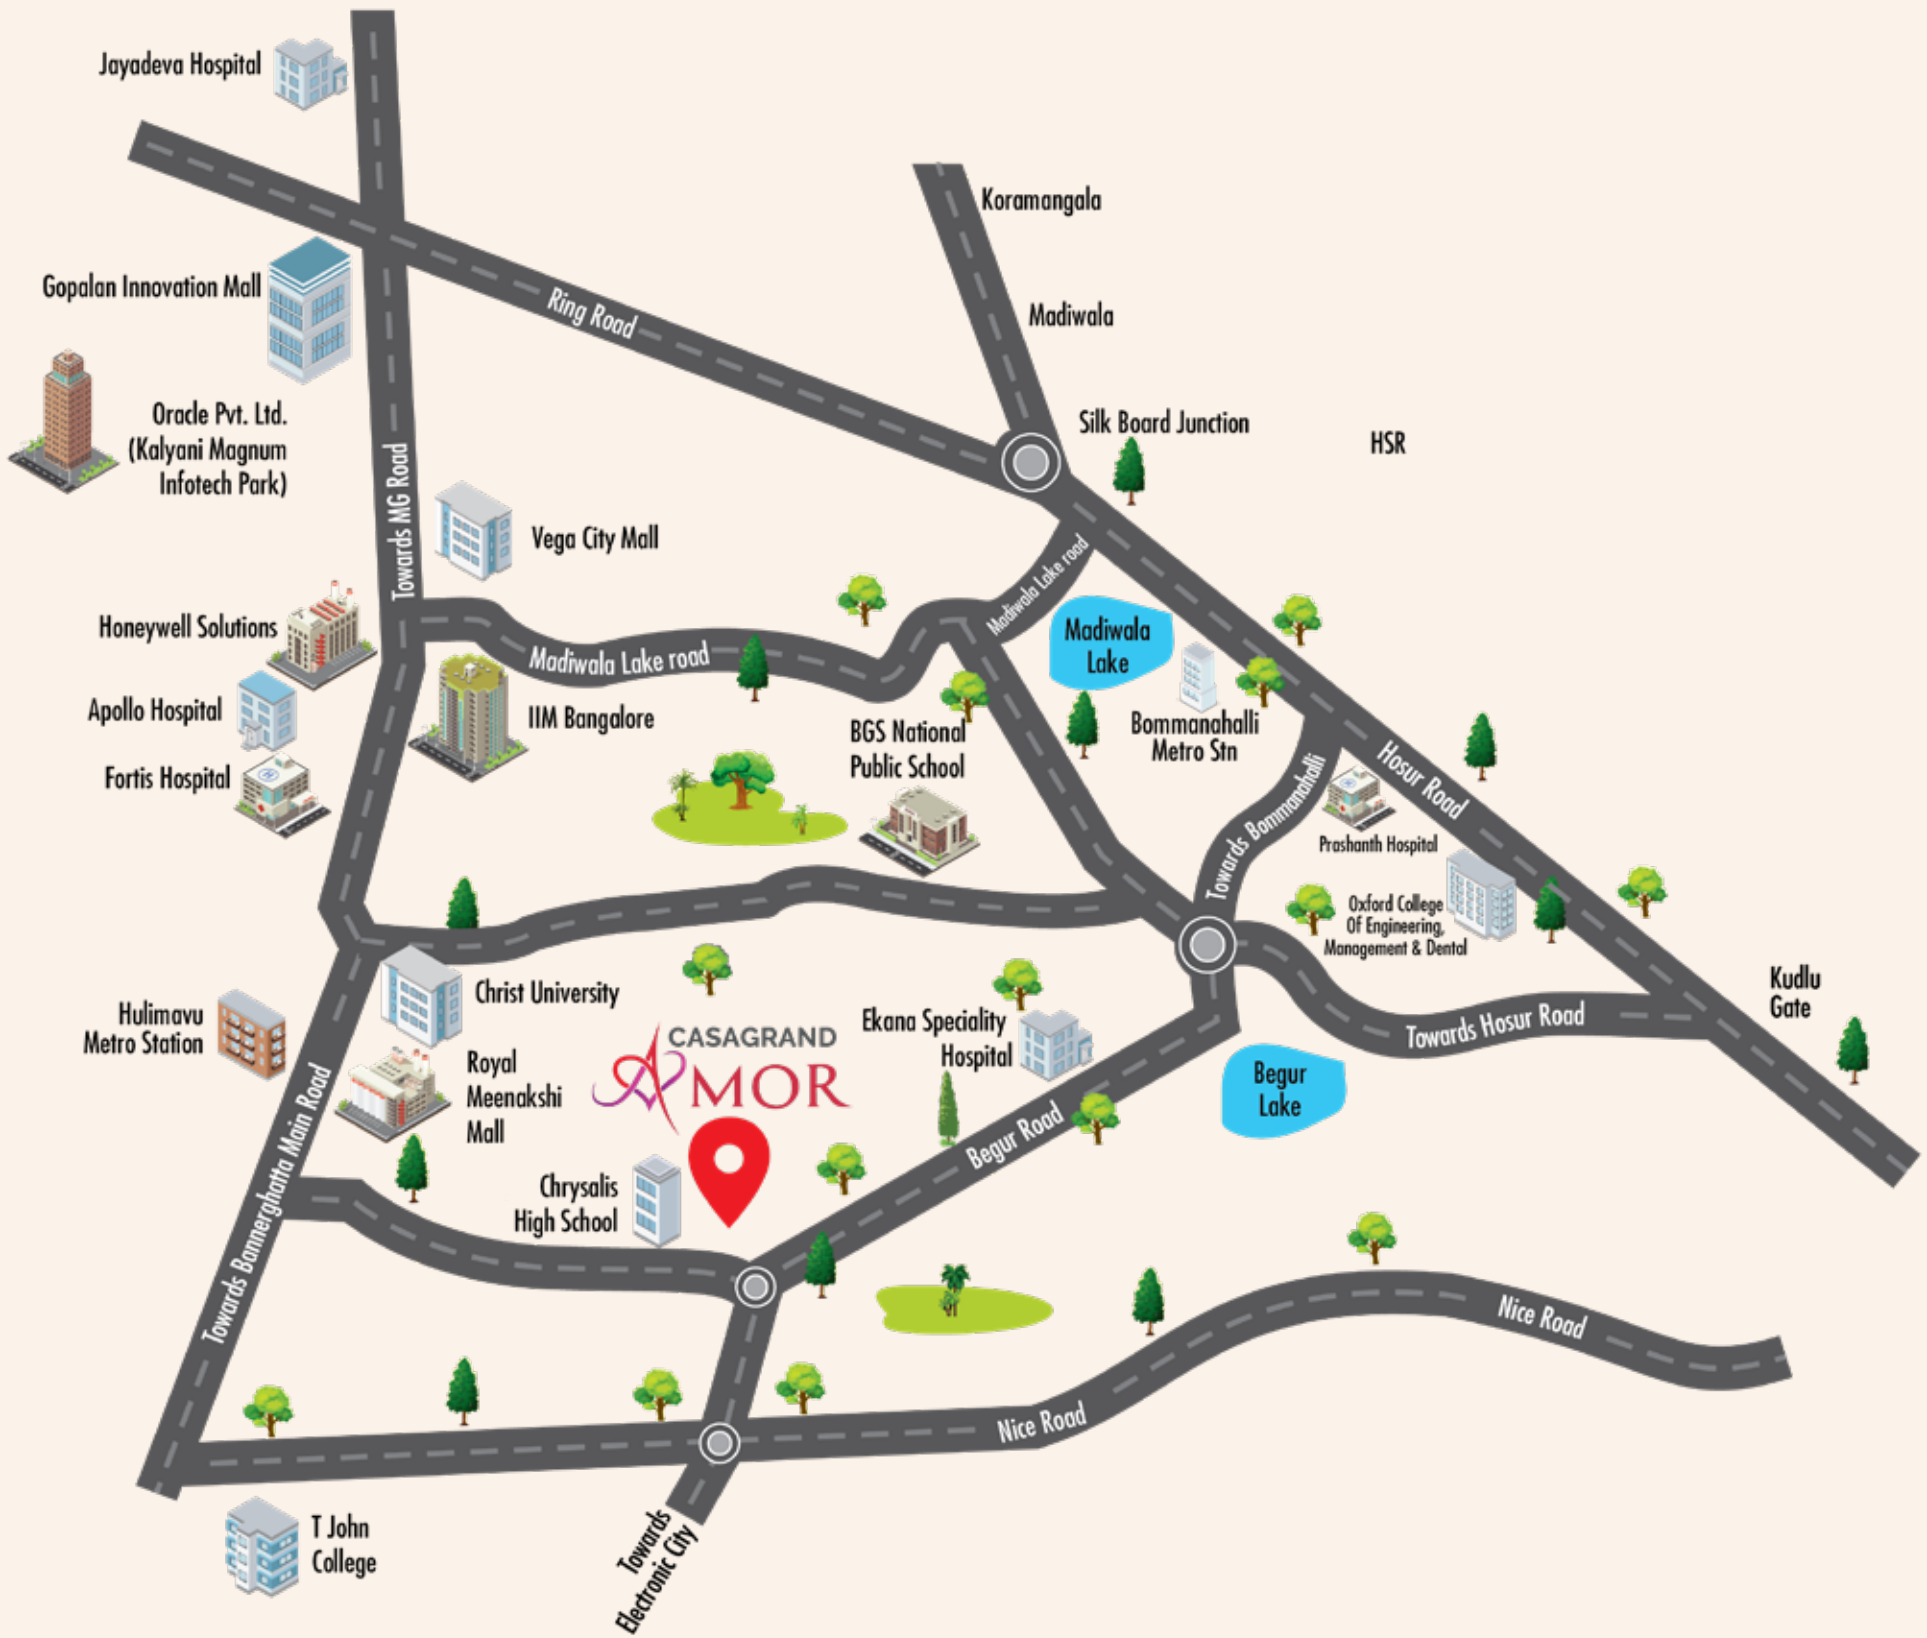 Jayadeva Hospital
Koramangala
Gopalan Innovation Mall
Ring Road
Madiwala
Oracle Pvt. Ltd.
(Kalyani Magnum
Infotech Park)
Silk Board Junction
HSR
Towards MG Road
Vega City Mall
Madiwala Lake road
Honeywell Solutions
Madiwala Lake road
Madiwala
Lake
Apollo Hospital
IIM Bangalore
BGS National
Public School
Bommanahalli
Metro Stn
Fortis Hospital
Hosur Road
Towards Bommanahalli
Prashanth Hospital
Oxford College
Of Engineering,
Management & Dental
Christ University
Kudlu
Gate
Hulimavu
Metro Station
Ekana Speciality
Hospital
Towards Hosur Road
CASAGRAND
AMOR
Royal
Meenakshi
Mall
Begur
Lake
Begur Road
Chrysalis
High School
Towards Bannerghatta Main Road
Nice Road
Nice Road
T John
College
Towards
Electronic City